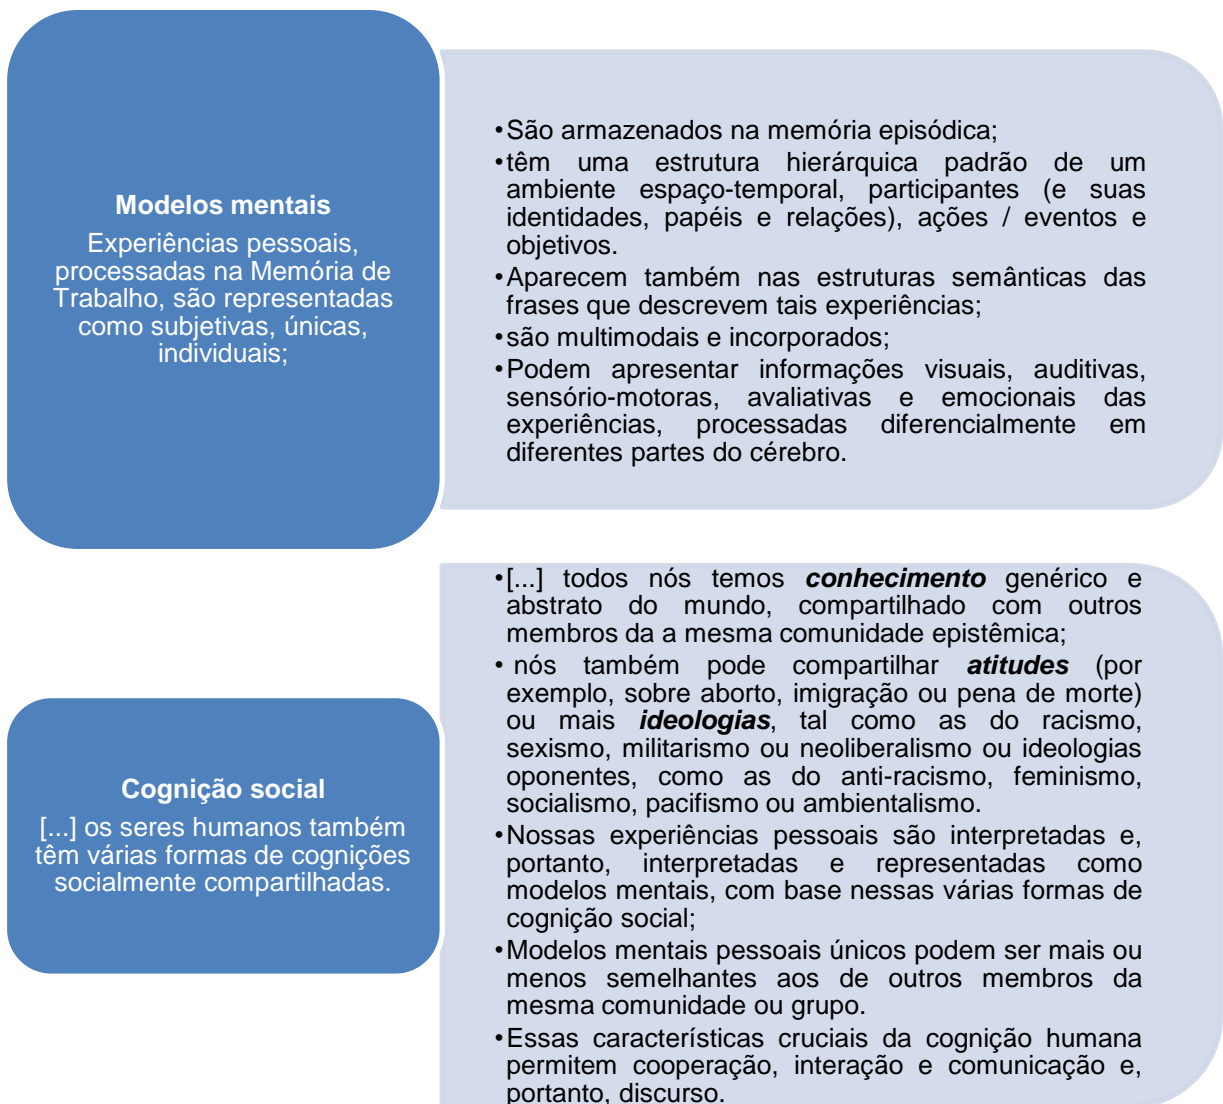 Modelos mentais
Experiências pessoais,
processadas na Memória de
Trabalho, são representadas
como subjetivas, únicas,
individuais;
•São armazenados na memória episódica;
•têm uma estrutura hierárquica padrão de um
ambiente espaço-temporal, participantes (e suas
identidades, papéis e relações), ações / eventos e
objetivos.
•Aparecem também nas estruturas semânticas das
frases que descrevem tais experiências;
•são multimodais e incorporados;
•Podem apresentar informações visuais, auditivas,
sensório-motoras, avaliativas e emocionais das
experiências, processadas diferencialmente em
diferentes partes do cérebro.
Cognição social
[...] os seres humanos também
têm várias formas de cognições
socialmente compartilhadas.
•[...] todos nós temos conhecimento genérico e
abstrato do mundo, compartilhado com outros
membros da a mesma comunidade epistêmica;
• nós também pode compartilhar atitudes (por
exemplo, sobre aborto, imigração ou pena de morte)
ou mais ideologias, tal como as do racismo,
sexismo, militarismo ou neoliberalismo ou ideologias
oponentes, como as do anti-racismo, feminismo,
socialismo, pacifismo ou ambientalismo.
•Nossas experiências pessoais são interpretadas e,
portanto, interpretadas e representadas como
modelos mentais, com base nessas várias formas de
cognição social;
•Modelos mentais pessoais únicos podem ser mais ou
menos semelhantes aos de outros membros da
mesma comunidade ou grupo.
•Essas características cruciais da cognição humana
permitem cooperação, interação e comunicação e,
portanto, discurso.